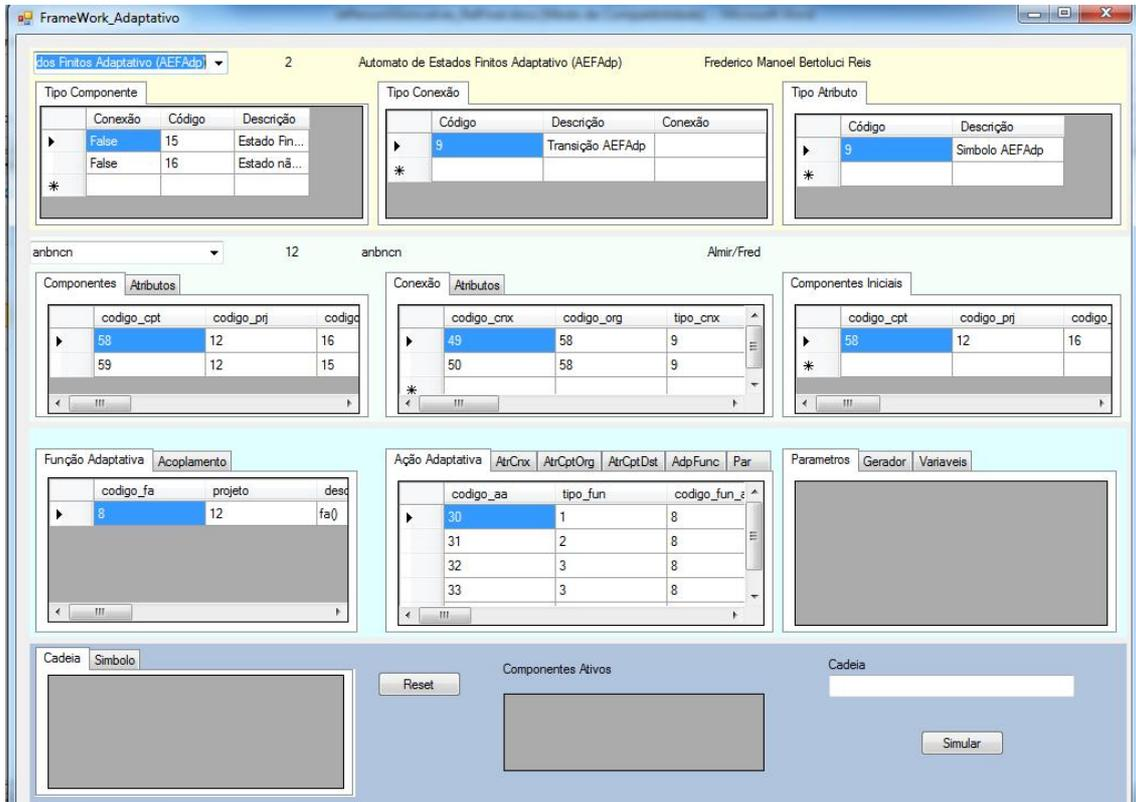 FrameWork_Adaptativo
dos Finitos Adaptativo (AEFAdp) 2 Automato de Estados Finitos Adaptativo (AEFAdp) Frederico Manoel Bertoluci Reis
Tipo Componente Tipo Conexão Tipo Atributo
Conexão Código Descrição Código Descrição Conexão Código Descrição
False 15 Estado Fin... 9 Transição AEFAdp 9 Simbolo AEFAdp
False 16 Estado nã...
anbncn 12 anbncn Almir/Fred
Componentes Atributos Conexão Atributos Componentes Iniciais
codigo_cpt codigo_prj codigo codigo_cnx codigo_org tipo_cnx codigo_cpt codigo_prj codigo_
58 12 16 49 58 9 58 12 16
59 12 15 50 58 9
Função Adaptativa Acoplamento Ação Adaptativa AtrCnx AtrCptOrg AtrCptDst AdpFunc Par Parametros Gerador Variaveis
codigo_fa projeto desc codigo_aa tipo_fun codigo_fun_a
8 12 fa() 30 1 8
31 2 8
32 3 8
33 3 8
Cadeia Simbolo Componentes Ativos Cadeia
Reset
Simular